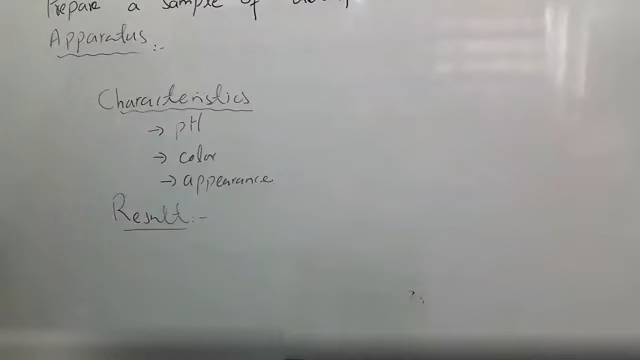 Prepare a sample of
Apparatus :-
Characteristics
→ pH
→ color
→ appearance
Result :-